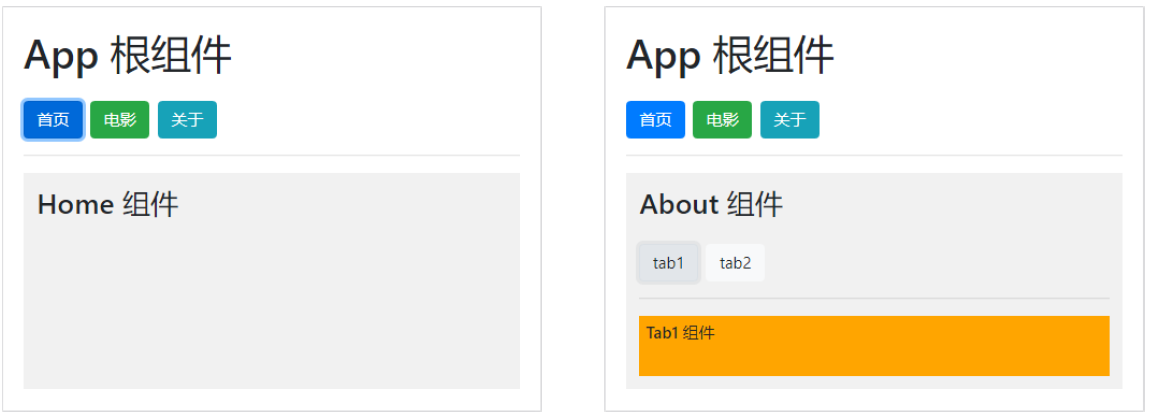 App 根组件
首页 电影 关于
Home 组件
App 根组件
首页 电影 关于
About 组件
tab1 tab2
Tab1 组件